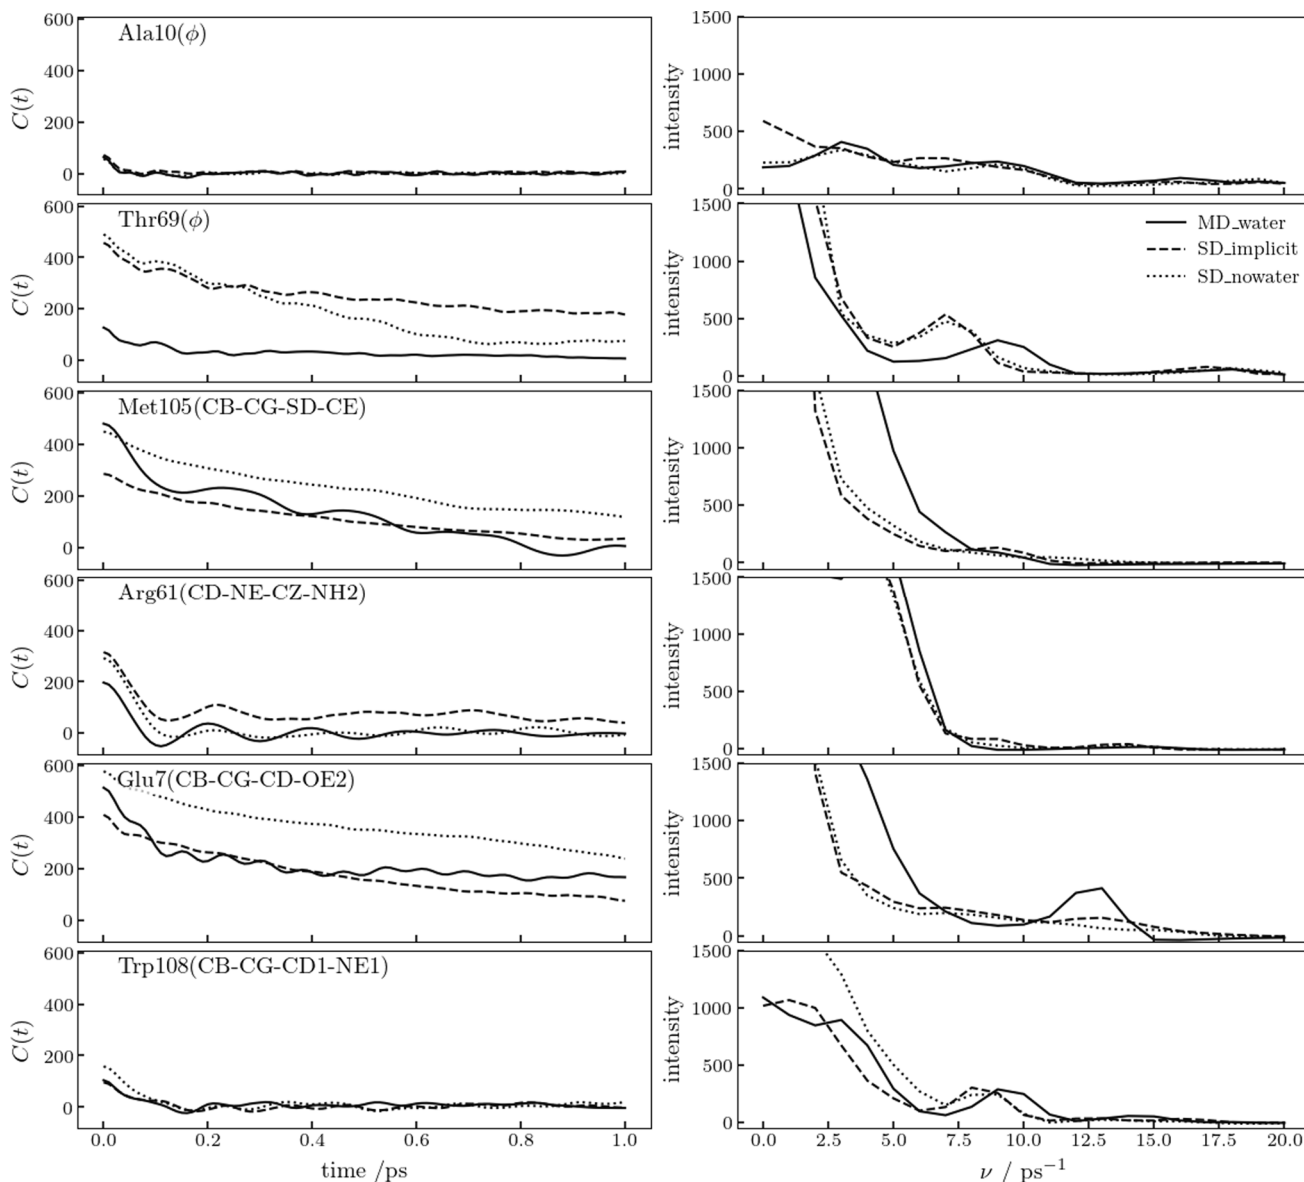 600
400
200
0
C(t)
Ala10(ϕ)
1500
1000
500
0
intensity
600
400
200
0
C(t)
Thr69(ϕ)
1500
1000
500
0
intensity
MD_water
SD_implicit
SD_nowater
600
400
200
0
C(t)
Met105(CB-CG-SD-CE)
1500
1000
500
0
intensity
600
400
200
0
C(t)
Arg61(CD-NE-CZ-NH2)
1500
1000
500
0
intensity
600
400
200
0
C(t)
Glu7(CB-CG-CD-OE2)
1500
1000
500
0
intensity
600
400
200
0
C(t)
Trp108(CB-CG-CD1-NE1)
0.0 0.2 0.4 0.6 0.8 1.0
time /ps
1500
1000
500
0
intensity
0.0 2.5 5.0 7.5 10.0 12.5 15.0 17.5 20.0
ν / ps⁻¹